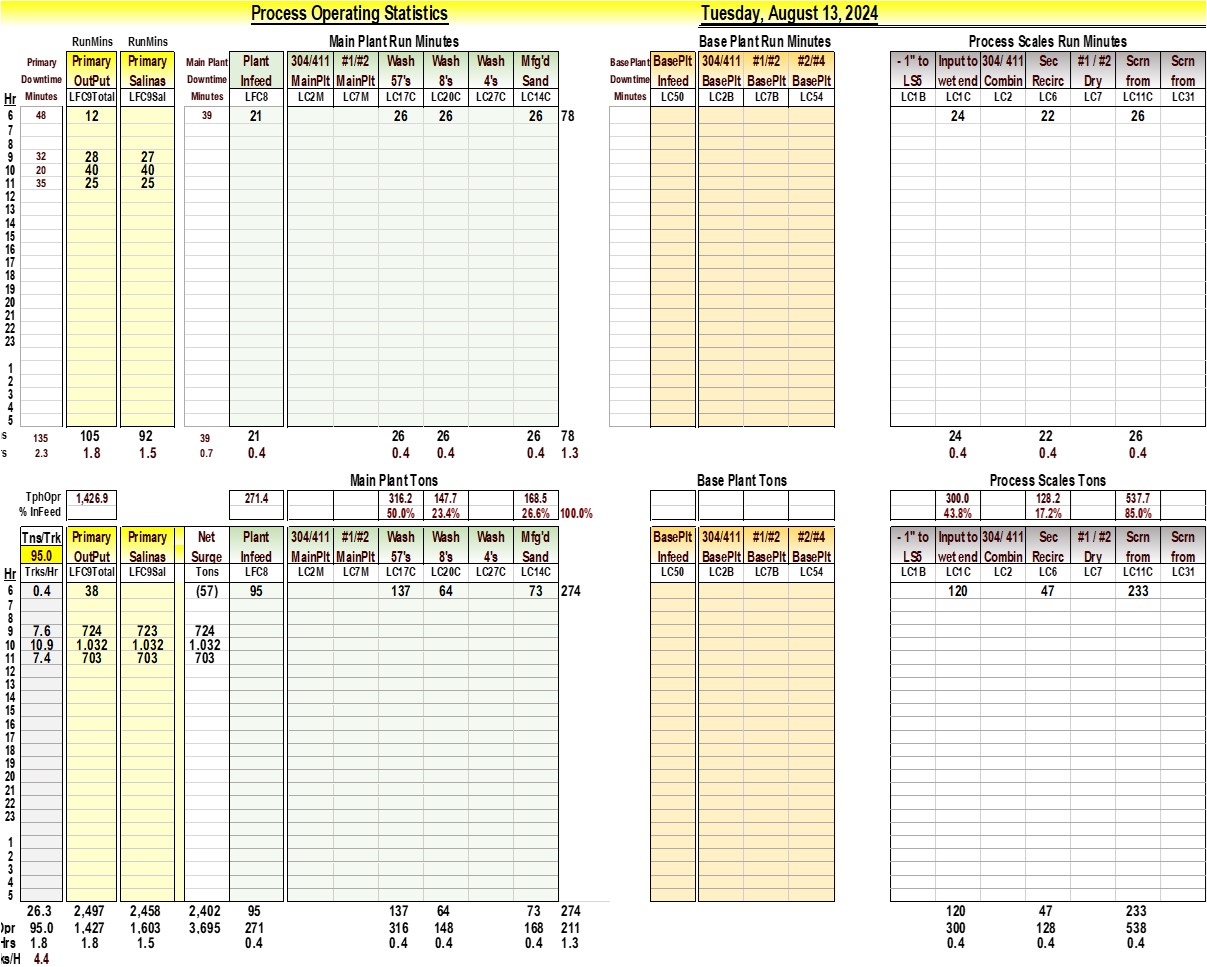 Process Operating Statistics Tuesday, August 13, 2024
RunMins RunMins Main Plant Run Minutes Base Plant Run Minutes Process Scales Run Minutes
Primary Primary Primary Main Plant Plant 304/411 #1/#2 Wash Wash Wash Mfg'd BasePlant BasePlt 304/411 #1/#2 #2/#4 - 1" to Input to 304/ 411 Sec #1 / #2 Scrn Scrn
Downtime OutPut Salinas Downtime Infeed MainPlt MainPlt 57's 8's 4's Sand Downtime Infeed BasePlt BasePlt BasePlt LS5 wet end Combin Recirc Dry from from
Hr Minutes LFC9Total LFC9Sal Minutes LFC8 LC2M LC7M LC17C LC20C LC27C LC14C Minutes LC50 LC2B LC7B LC54 LC1B LC1C LC2 LC6 LC7 LC11C LC31
6 48 12 39 21 26 26 26 78 24 22 26
7
8
9 32 28 27
10 20 40 40
11 35 25 25
12
13
14
15
16
17
18
19
20
21
22
23
1
2
3
4
5
s 135 105 92 39 21 26 26 26 78 24 22 26
's 2.3 1.8 1.5 0.7 0.4 0.4 0.4 0.4 1.3 0.4 0.4 0.4
Main Plant Tons Base Plant Tons Process Scales Tons
TphOpr 1,426.9 271.4 316.2 147.7 168.5 300.0 128.2 537.7
% InFeed 50.0% 23.4% 26.6% 100.0% 43.8% 17.2% 85.0%
Tns/Trk Primary Primary Net Plant 304/411 #1/#2 Wash Wash Wash Mfg'd BasePlt 304/411 #1/#2 #2/#4 - 1" to Input to 304/ 411 Sec #1 / #2 Scrn Scrn
95.0 OutPut Salinas Surge Infeed MainPlt MainPlt 57's 8's 4's Sand Infeed BasePlt BasePlt BasePlt LS5 wet end Combin Recirc Dry from from
Hr Trks/Hr LFC9Total LFC9Sal Tons LFC8 LC2M LC7M LC17C LC20C LC27C LC14C LC50 LC2B LC7B LC54 LC1B LC1C LC2 LC6 LC7 LC11C LC31
6 0.4 38 (57) 95 137 64 73 274 120 47 233
7
8
9 7.6 724 723 724
10 10.9 1,032 1,032 1,032
11 7.4 703 703 703
12
13
14
15
16
17
18
19
20
21
22
23
1
2
3
4
5
26.3 2,497 2,458 2,402 95 137 64 73 274 120 47 233
Opr 95.0 1,427 1,603 3,695 271 316 148 168 211 300 128 538
Hrs 1.8 1.8 1.5 0.4 0.4 0.4 0.4 1.3 0.4 0.4 0.4
ks/H 4.4